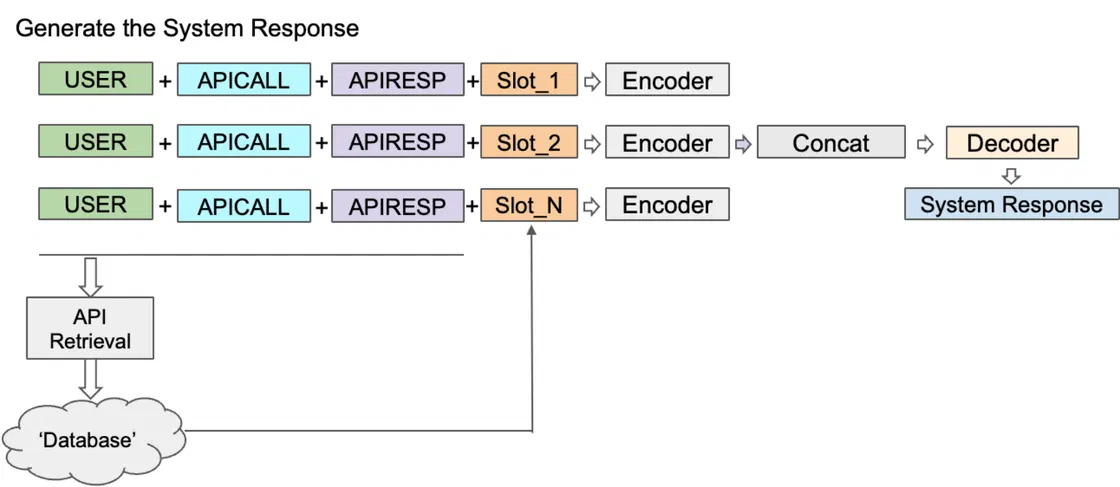 Generate the System Response
USER + APICALL + APIRESP + Slot_1 Encoder
USER + APICALL + APIRESP + Slot_2 Encoder Concat Decoder
USER + APICALL + APIRESP + Slot_N Encoder System Response
API
Retrieval
‘Database’